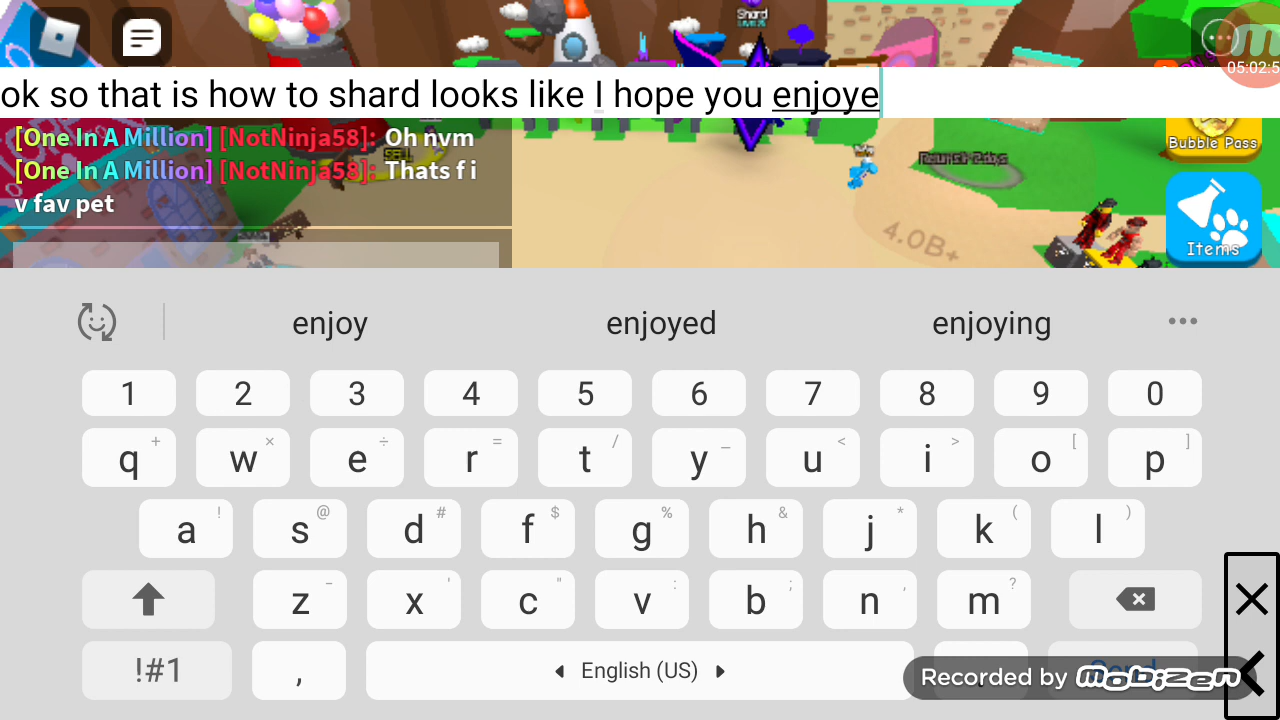 Shard
05:02:5
ok so that is how to shard looks like I hope you enjoye
[One In A Million] [NotNinja58]: Oh nvm
[One In A Million] [NotNinja58]: Thats f i
v fav pet
SELL
Bubble Pass
4.0B+
Items
enjoy enjoyed enjoying •••
1 2 3 4 5 6 7 8 9 0
q + w × e ÷ r = t / y _ u < i > o [ p ]
a ! s @ d # f $ g % h & j * k ( l )
z - x ' c " v : b ; n , m ?
!#1 , English (US) Send
Recorded by mobizen